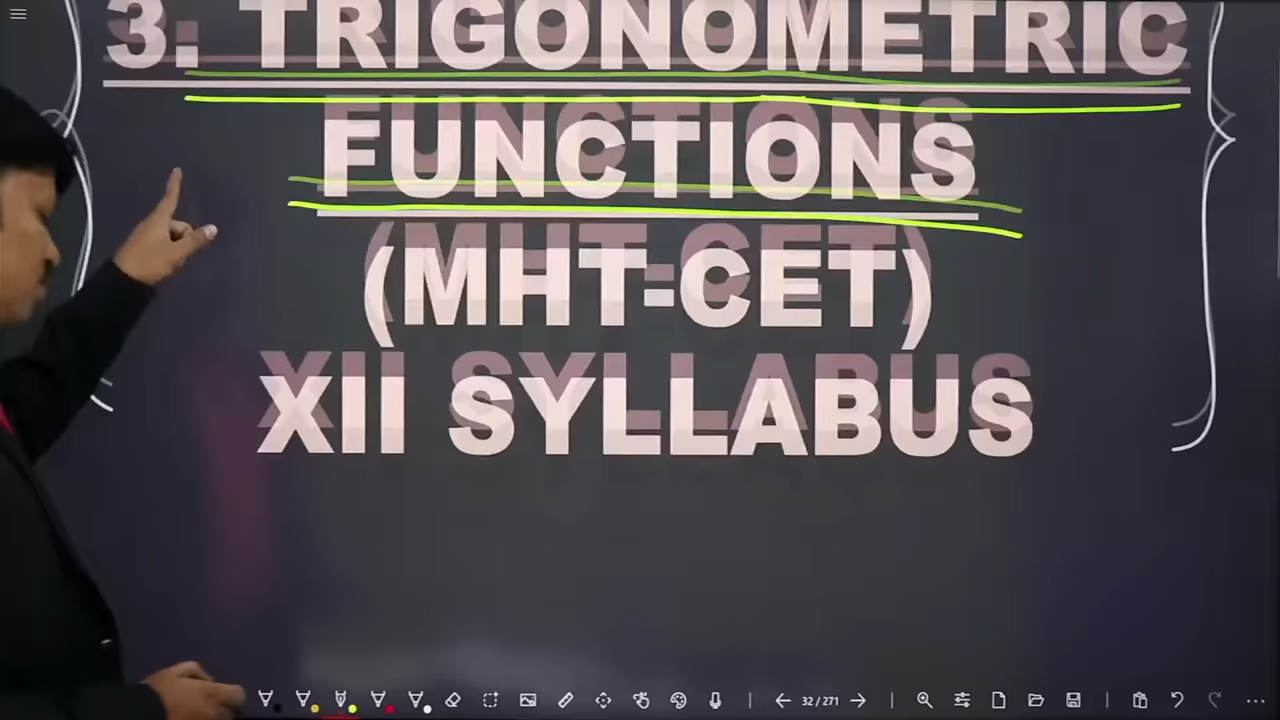 3. TRIGONOMETRIC
FUNCTIONS
(MHT-CET)
XII SYLLABUS
32/271